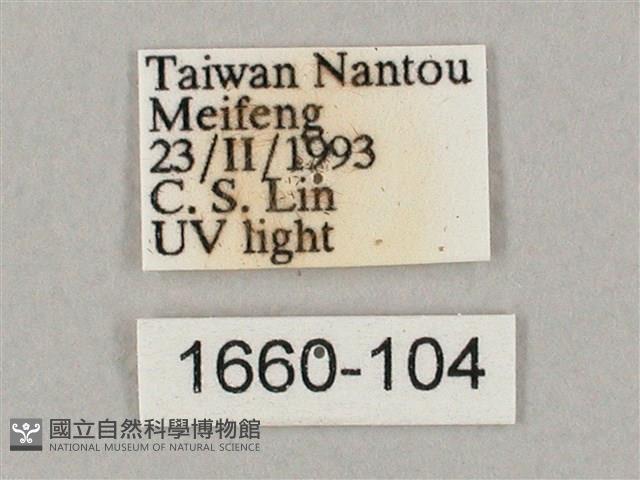 Taiwan Nantou
Meifeng
23/II/1993
C. S. Lin
UV light
1660-104
國立自然科學博物館
NATIONAL MUSEUM OF NATURAL SCIENCE